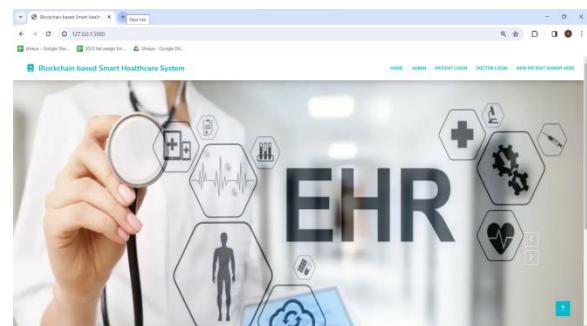 Blockchain based Smart Health
New tab
127.0.0.1:5000
Blockchain based Smart Healthcare System
HOME ADMIN PATIENT LOGIN DOCTOR LOGIN NEW PATIENT SIGNUP HERE
EHR